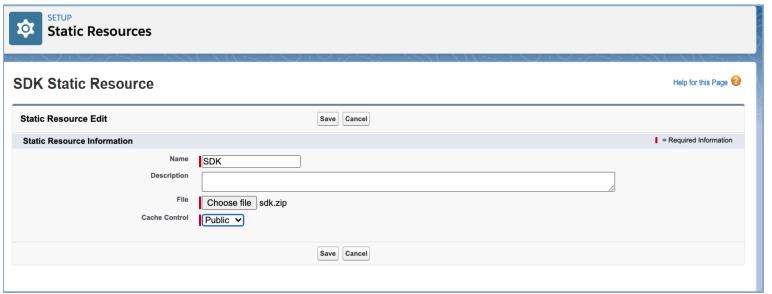 SETUP
Static Resources
SDK Static Resource
Help for this Page ?
Static Resource Edit
Save Cancel
Static Resource Information
= Required Information
Name SDK
Description
File Choose file sdk.zip
Cache Control Public
Save Cancel